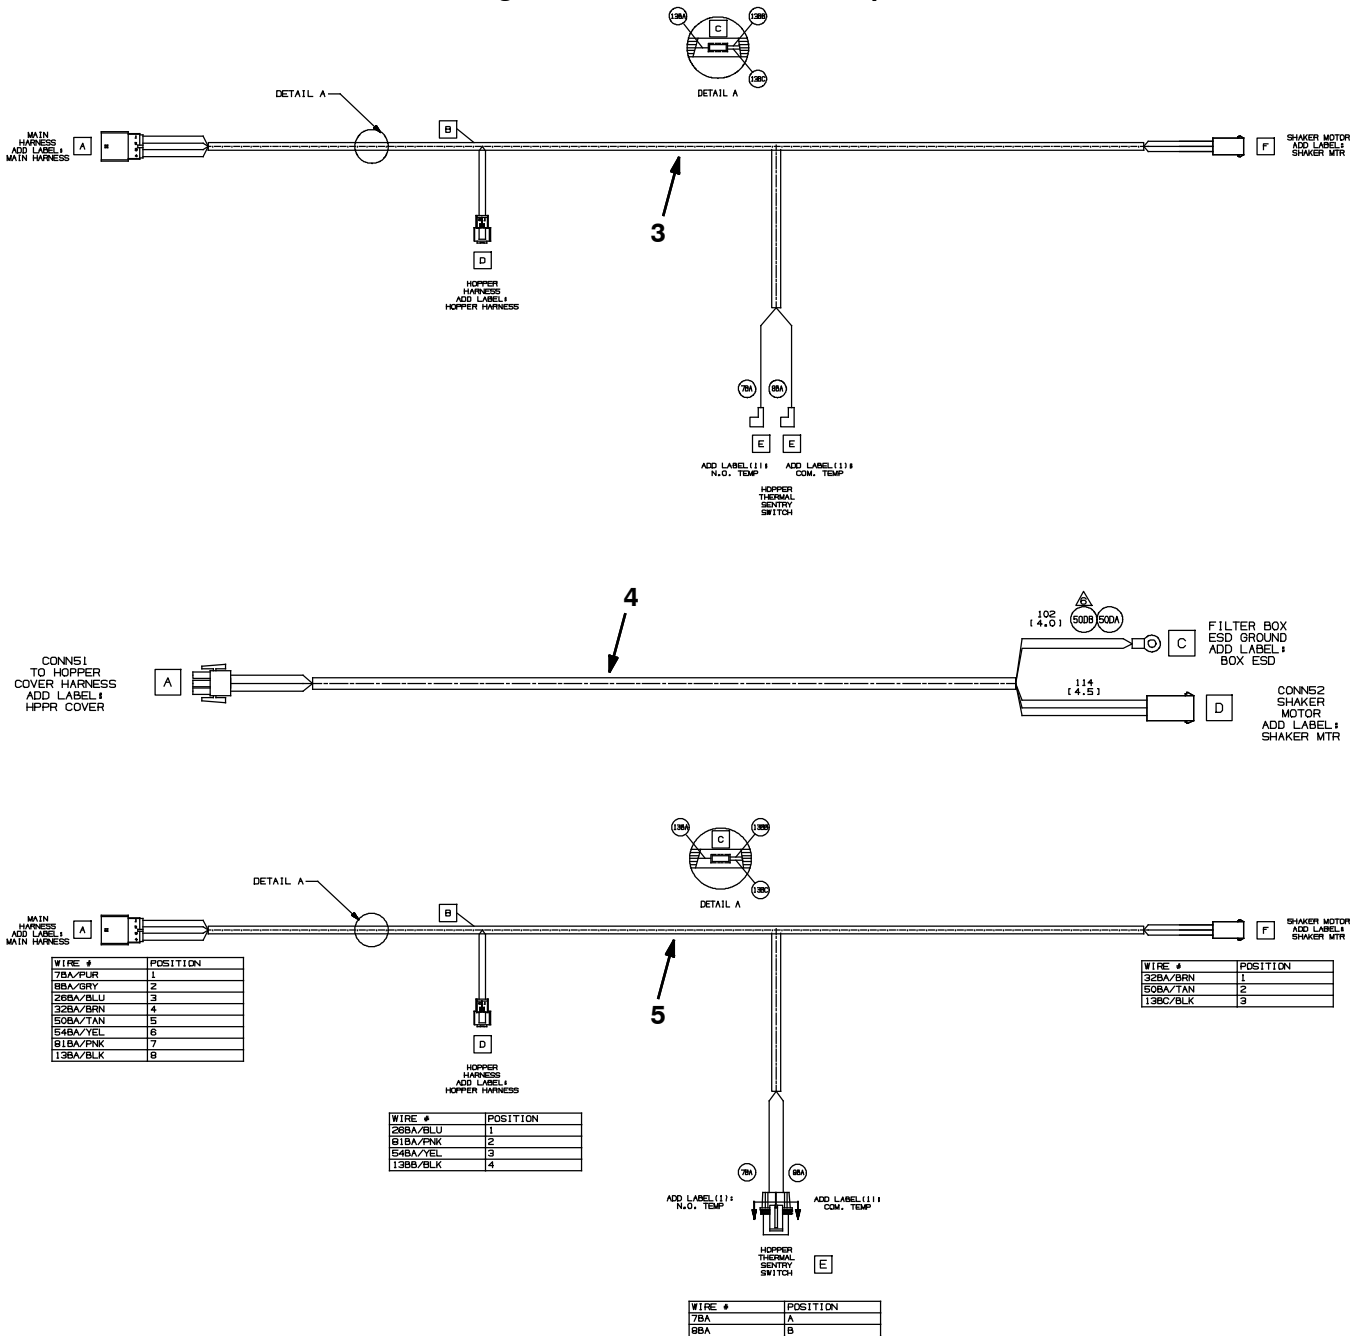 13BA
13BB
C
13BC
DETAIL A
DETAIL A
B
MAIN
HARNESS
ADD LABEL:
MAIN HARNESS
A
SHAKER MOTOR
ADD LABEL:
SHAKER MTR
F
3
D
HOPPER
HARNESS
ADD LABEL:
HOPPER HARNESS
7BA
8BA
E
E
ADD LABEL(1):
N.O. TEMP
ADD LABEL(1):
COM. TEMP
HOPPER
THERMAL
SENTRY
SWITCH
4
102
[4.0]
6
50DB
50DA
C
FILTER BOX
ESD GROUND
ADD LABEL:
BOX ESD
CONN51
TO HOPPER
COVER HARNESS
ADD LABEL:
HPPR COVER
A
114
[4.5]
D
CONN52
SHAKER
MOTOR
ADD LABEL:
SHAKER MTR
13BA
13BB
C
13BC
DETAIL A
DETAIL A
B
MAIN
HARNESS
ADD LABEL:
MAIN HARNESS
A
F
SHAKER MOTOR
ADD LABEL:
SHAKER MTR
WIRE # POSITION
7BA/PUR 1
8BA/GRY 2
26BA/BLU 3
32BA/BRN 4
50BA/TAN 5
54BA/YEL 6
81BA/PNK 7
13BA/BLK 8
WIRE # POSITION
32BA/BRN 1
50BA/TAN 2
13BC/BLK 3
5
D
HOPPER
HARNESS
ADD LABEL:
HOPPER HARNESS
WIRE # POSITION
26BA/BLU 1
81BA/PNK 2
54BA/YEL 3
13BB/BLK 4
7BA
8BA
ADD LABEL(1):
N.O. TEMP
ADD LABEL(1):
COM. TEMP
HOPPER
THERMAL
SENTRY
SWITCH
E
WIRE # POSITION
7BA A
8BA B